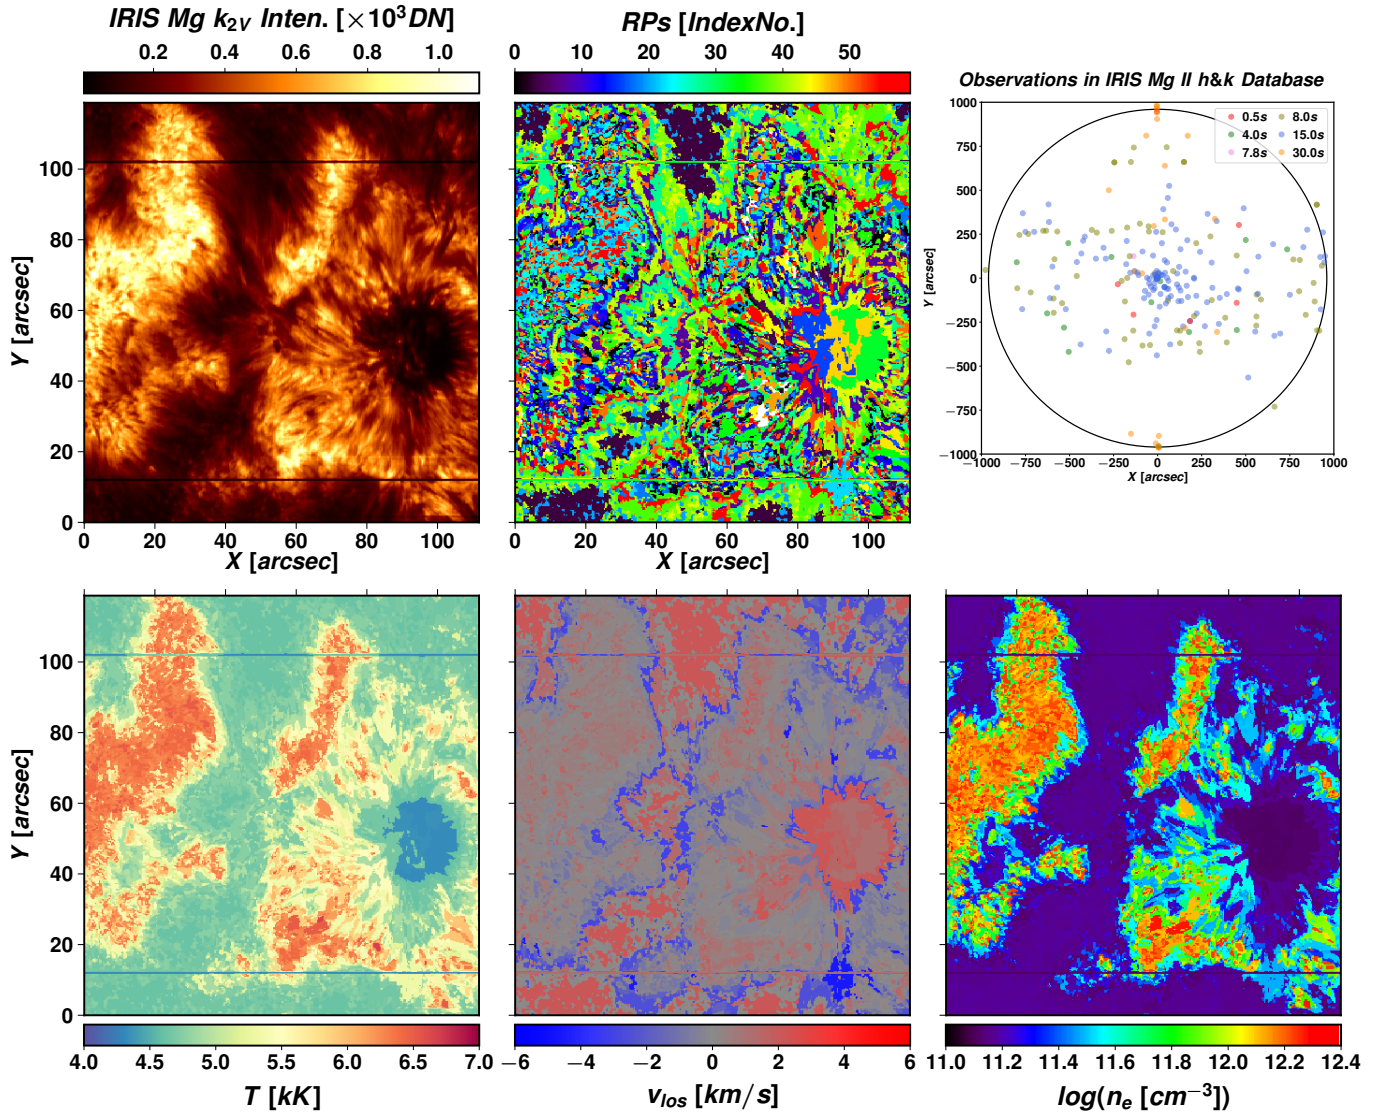 IRIS Mg k2V Inten. [×10³DN]
0.2 0.4 0.6 0.8 1.0
RPs [IndexNo.]
0 10 20 30 40 50
Observations in IRIS Mg II h&k Database
0.5s 8.0s
4.0s 15.0s
7.8s 30.0s
1000
750
500
250
0
−250
−500
−750
−1000
Y [arcsec]
−1000 −750 −500 −250 0 250 500 750 1000
X [arcsec]
100
80
60
40
20
0
Y [arcsec]
0 20 40 60 80 100
X [arcsec]
0 20 40 60 80 100
X [arcsec]
100
80
60
40
20
0
Y [arcsec]
4.0 4.5 5.0 5.5 6.0 6.5 7.0
T [kK]
−6 −4 −2 0 2 4 6
vlos [km/s]
11.0 11.2 11.4 11.6 11.8 12.0 12.2 12.4
log(ne [cm⁻³])